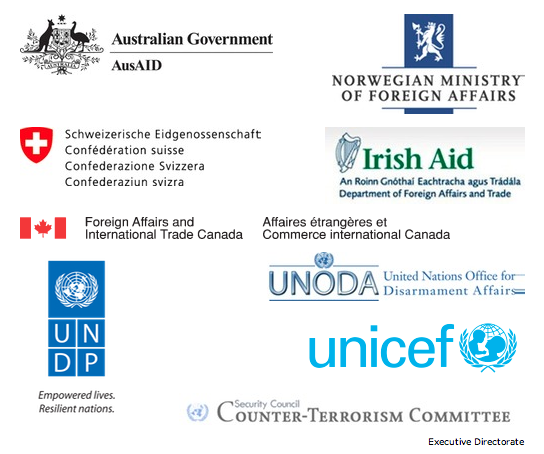 Australian Government
AusAID
AUSTRALIA
NORWEGIAN MINISTRY
OF FOREIGN AFFAIRS
Schweizerische Eidgenossenschaft
Confédération suisse
Confederazione Svizzera
Confederaziun svizra
Irish Aid
An Roinn Gnóthaí Eachtracha agus Trádála
Department of Foreign Affairs and Trade
Foreign Affairs and
International Trade Canada
Affaires étrangères et
Commerce international Canada
UNODA
United Nations Office for
Disarmament Affairs
U N
D P
Empowered lives.
Resilient nations.
unicef
Security Council
COUNTER-TERRORISM COMMITTEE
Executive Directorate